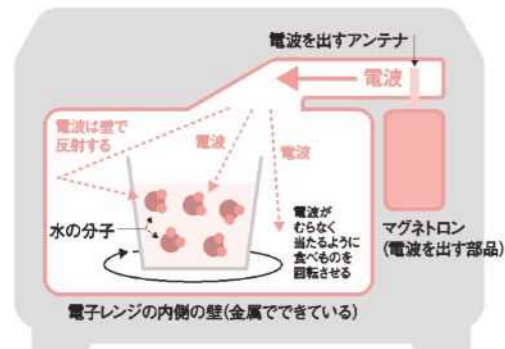 電波を出すアンテナ
電波
電波は壁で
反射する
電波
電波
水の分子
電波が
むらなく
当たるように
食べものを
回転させる
マグネトロン
(電波を出す部品)
電子レンジの内側の壁(金属でできている)